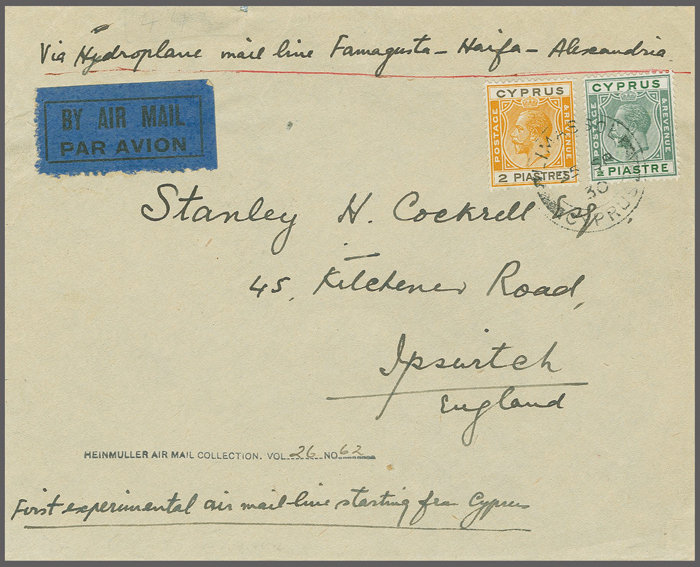 Via Hydroplane mail line Famagusta - Haifa - Alexandria
BY AIR MAIL
PAR AVION
CYPRUS
POSTAGE
& REVENUE
2 PIASTRES
CYPRUS
POSTAGE
& REVENUE
½ PIASTRE
30
CYPRUS
Stanley H. Cockrell Esq.
45, Kitchener Road,
Ipswitch
England
HEINMULLER AIR MAIL COLLECTION. VOL. 26 NO. 62
First experimental air mail-line starting from Cyprus